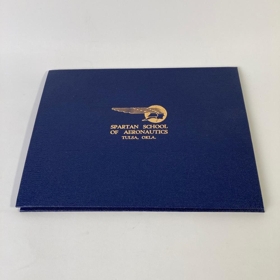 SPARTAN SCHOOL
OF AERONAUTICS
TULSA, OKLA.